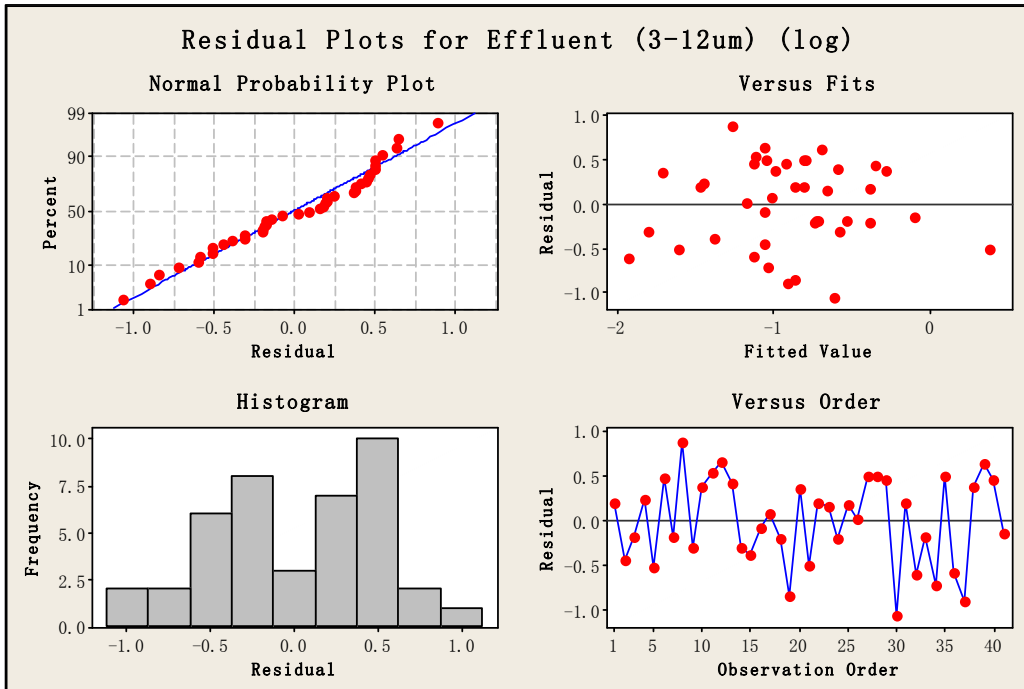 Residual Plots for Effluent (3-12um) (log)
Normal Probability Plot
99
90
50
10
1
Percent
-1.0 -0.5 0.0 0.5 1.0
Residual
Versus Fits
1.0
0.5
0.0
-0.5
-1.0
Residual
-2 -1 0
Fitted Value
Histogram
10.0
7.5
5.0
2.5
0.0
Frequency
-1.0 -0.5 0.0 0.5 1.0
Residual
Versus Order
1.0
0.5
0.0
-0.5
-1.0
Residual
1 5 10 15 20 25 30 35 40
Observation Order